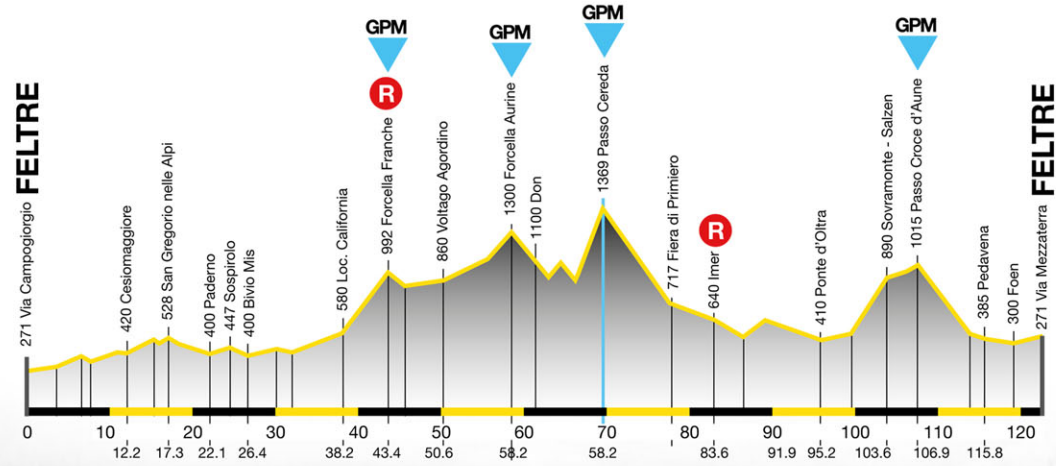 GPM
GPM
GPM
GPM
R
R
271 Via Campogiorgio FELTRE
420 Cesiomaggiore
528 San Gregorio nelle Alpi
400 Paderno
447 Sospirolo
400 Bivio Mis
580 Loc. California
992 Forcella Franche
860 Voltago Agordino
1300 Forcella Aurine
1100 Don
1369 Passo Cereda
717 Fiera di Primiero
640 Imer
410 Ponte d'Oltra
890 Sovramonte - Salzen
1015 Passo Croce d'Aune
385 Pedavena
300 Foen
271 Via Mezzaterra FELTRE
0 10 20 30 40 50 60 70 80 90 100 110 120
12.2 17.3 22.1 26.4 38.2 43.4 50.6 58.2 58.2 83.6 91.9 95.2 103.6 106.9 115.8